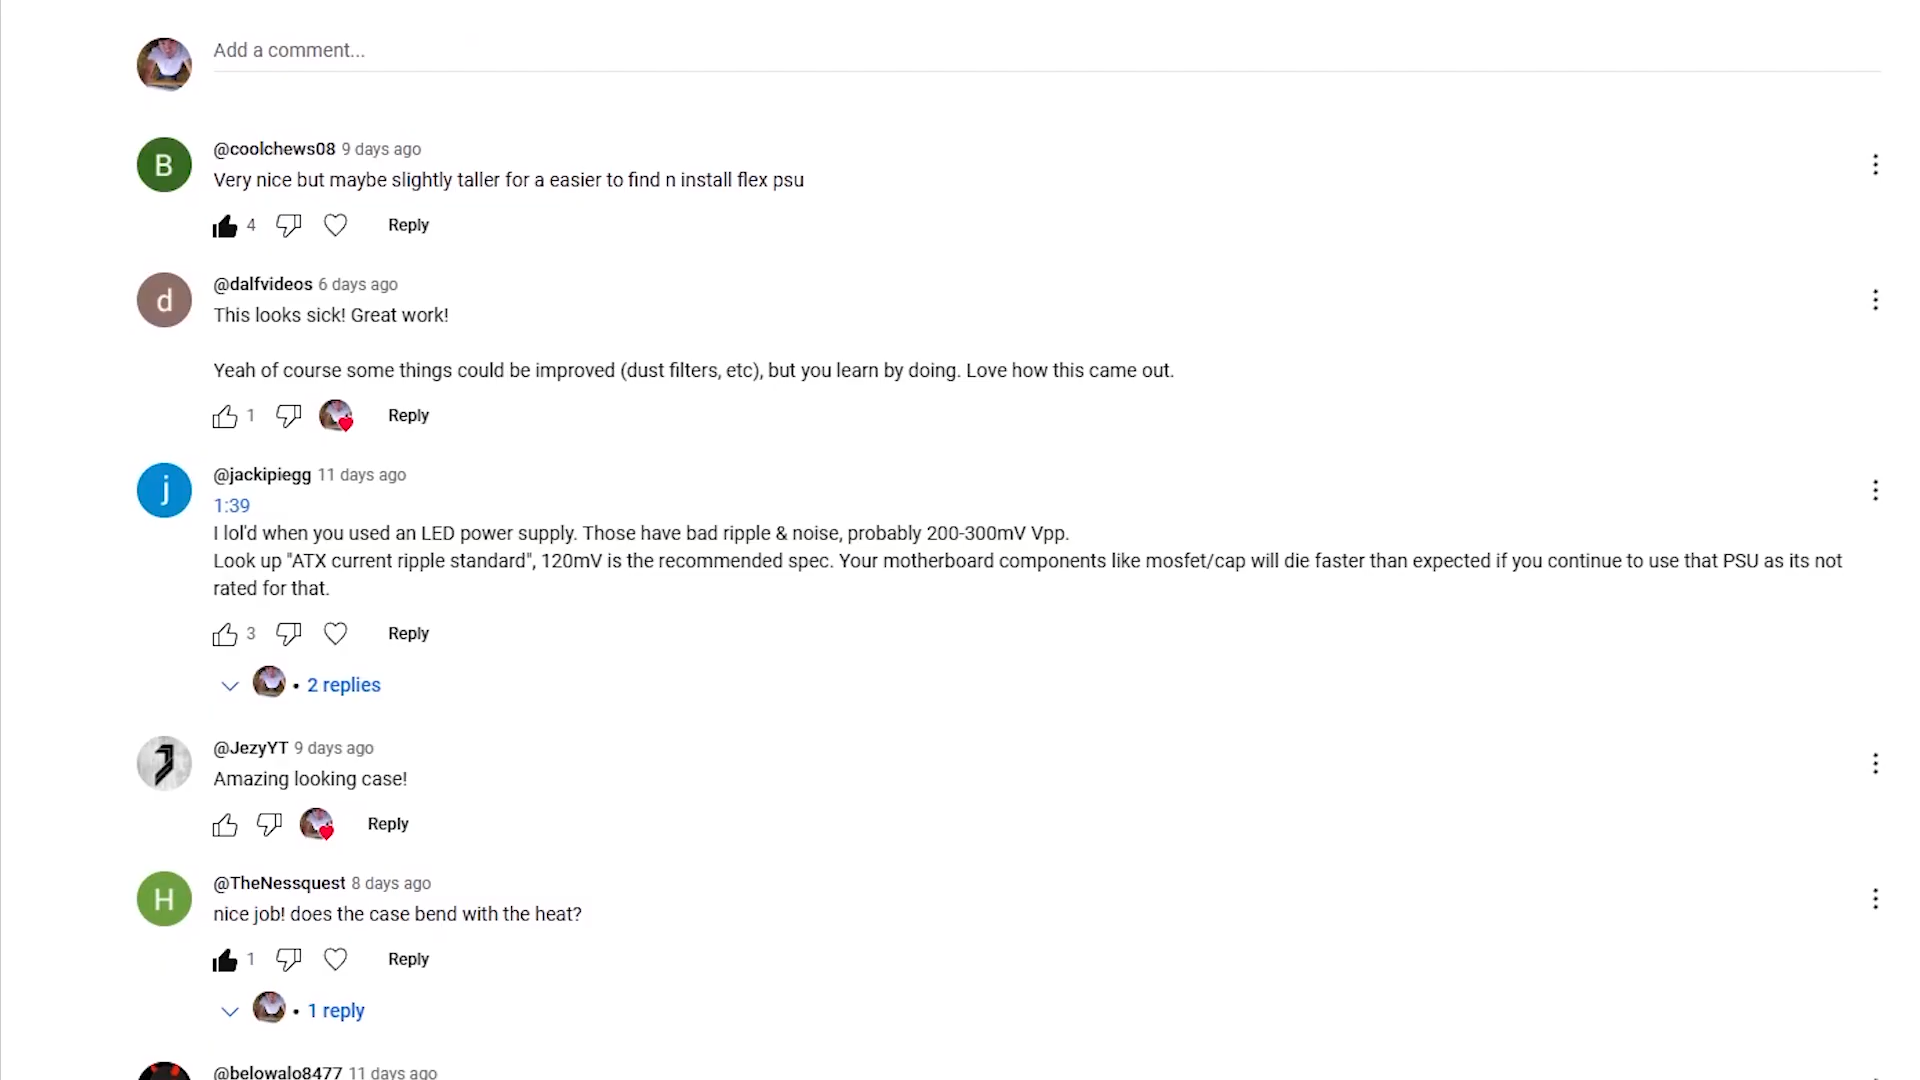 Add a comment...
@coolchews08 9 days ago
Very nice but maybe slightly taller for a easier to find n install flex psu
4 Reply
B
@dalfvideos 6 days ago
This looks sick! Great work!
Yeah of course some things could be improved (dust filters, etc), but you learn by doing. Love how this came out.
1 Reply
d
@jackipiegg 11 days ago
1:39
I lol'd when you used an LED power supply. Those have bad ripple & noise, probably 200-300mV Vpp.
Look up "ATX current ripple standard", 120mV is the recommended spec. Your motherboard components like mosfet/cap will die faster than expected if you continue to use that PSU as its not
rated for that.
3 Reply
j
• 2 replies
@JezyYT 9 days ago
Amazing looking case!
Reply
@TheNessquest 8 days ago
nice job! does the case bend with the heat?
1 Reply
H
• 1 reply
@belowalo8477 11 days ago